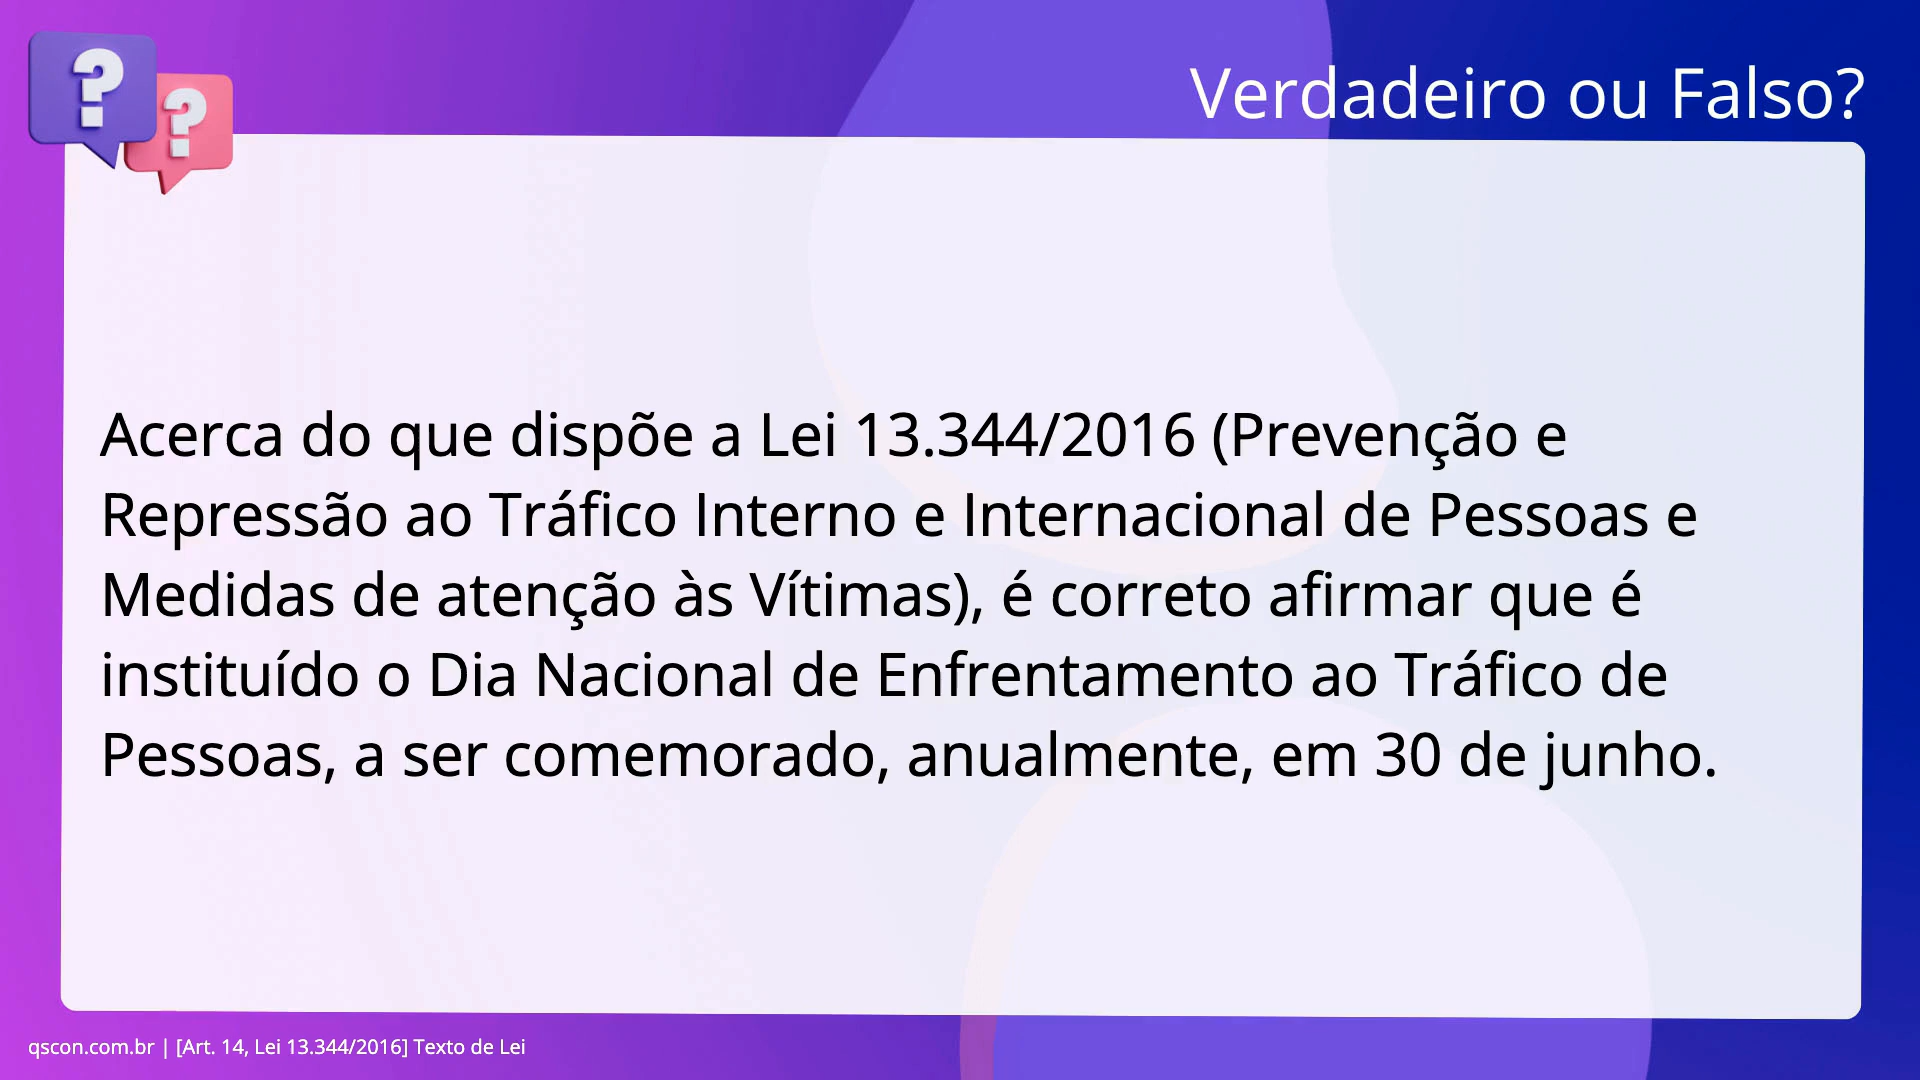 Verdadeiro ou Falso?
Acerca do que dispõe a Lei 13.344/2016 (Prevenção e
Repressão ao Tráfico Interno e Internacional de Pessoas e
Medidas de atenção às Vítimas), é correto afirmar que é
instituído o Dia Nacional de Enfrentamento ao Tráfico de
Pessoas, a ser comemorado, anualmente, em 30 de junho.
qscon.com.br | [Art. 14, Lei 13.344/2016] Texto de Lei